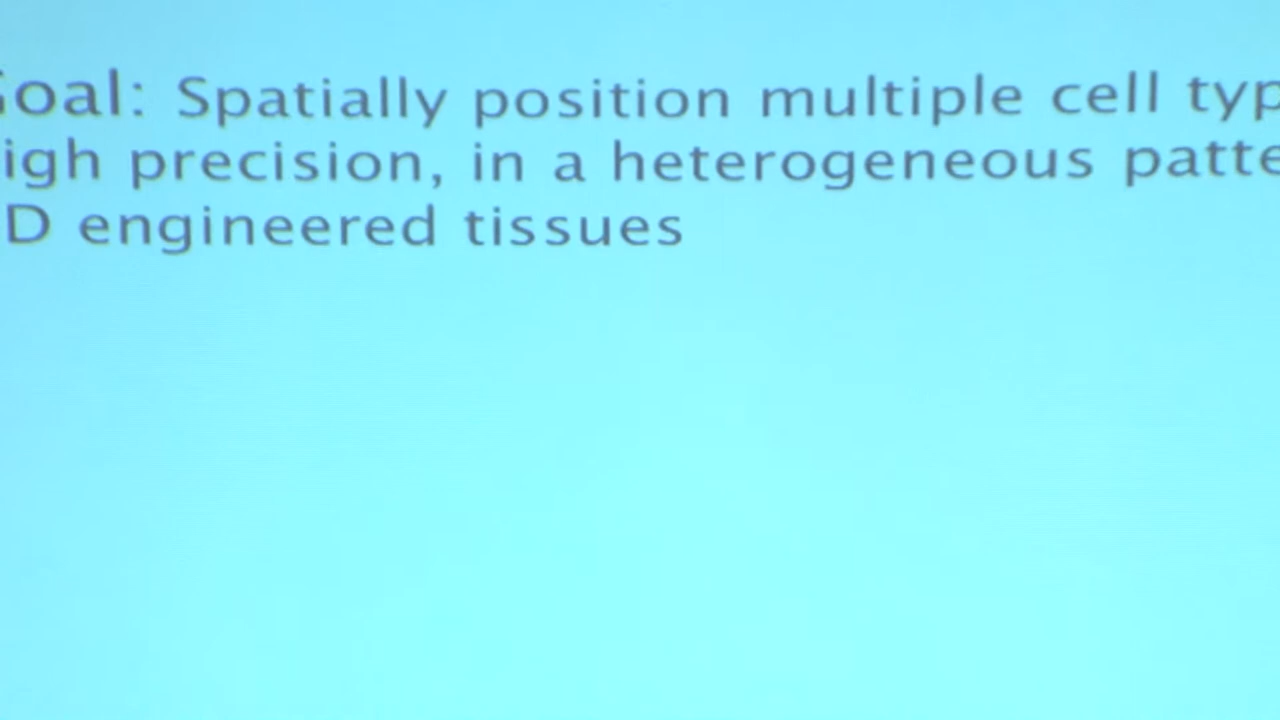 Goal: Spatially position multiple cell typ
igh precision, in a heterogeneous patte
D engineered tissues